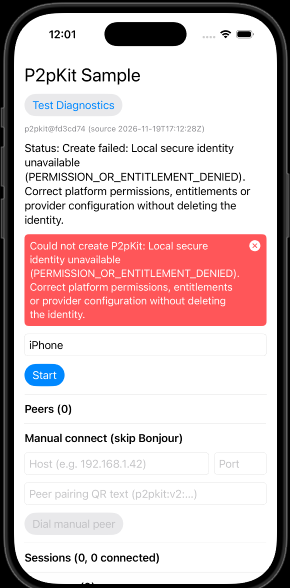 12:01
P2pKit Sample
Test Diagnostics
p2pkit@fd3cd74 (source 2026-11-19T17:12:28Z)
Status: Create failed: Local secure identity
unavailable
(PERMISSION_OR_ENTITLEMENT_DENIED).
Correct platform permissions, entitlements or
provider configuration without deleting the
identity.
Could not create P2pKit: Local secure
identity unavailable
(PERMISSION_OR_ENTITLEMENT_DENIED).
Correct platform permissions, entitlements
or provider configuration without deleting
the identity.
iPhone
Start
Peers (0)
Manual connect (skip Bonjour)
Host (e.g. 192.168.1.42)
Port
Peer pairing QR text (p2pkit:v2:...)
Dial manual peer
Sessions (0, 0 connected)